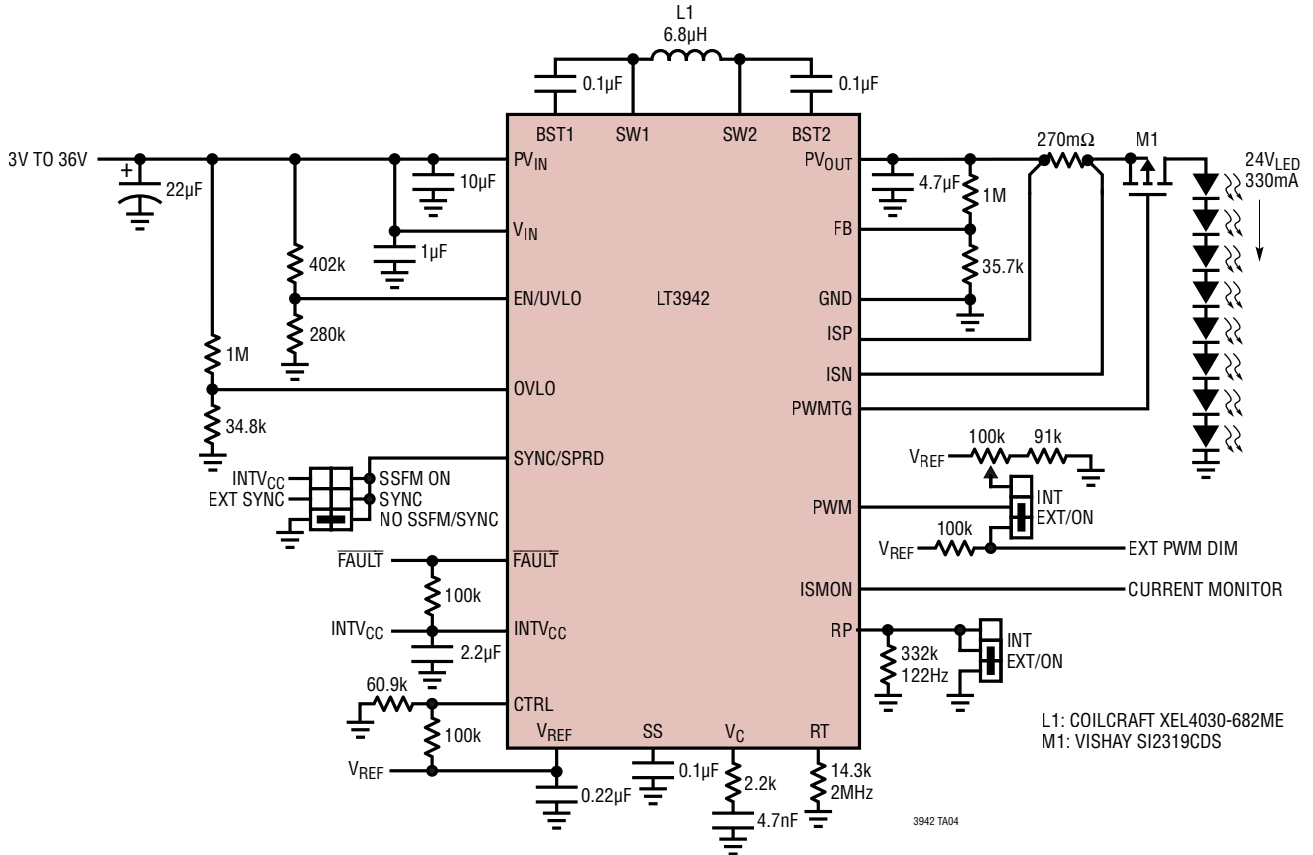 L1
6.8µH
0.1µF
0.1µF
BST1
SW1
SW2
BST2
3V TO 36V
22µF
10µF
1µF
402k
280k
1M
34.8k
PVIN
VIN
EN/UVLO
OVLO
SYNC/SPRD
INTVCC
SSFM ON
EXT SYNC
SYNC
NO SSFM/SYNC
FAULT
FAULT
100k
INTVCC
INTVCC
2.2µF
60.9k
CTRL
100k
VREF
VREF
0.22µF
SS
0.1µF
VC
2.2k
4.7nF
RT
14.3k
2MHz
LT3942
PVOUT
4.7µF
1M
FB
35.7k
GND
ISP
ISN
PWMTG
270mΩ
M1
24VLED
330mA
VREF
100k
91k
PWM
INT
EXT/ON
VREF
100k
EXT PWM DIM
ISMON
CURRENT MONITOR
RP
332k
122Hz
INT
EXT/ON
L1: COILCRAFT XEL4030-682ME
M1: VISHAY SI2319CDS
3942 TA04
+